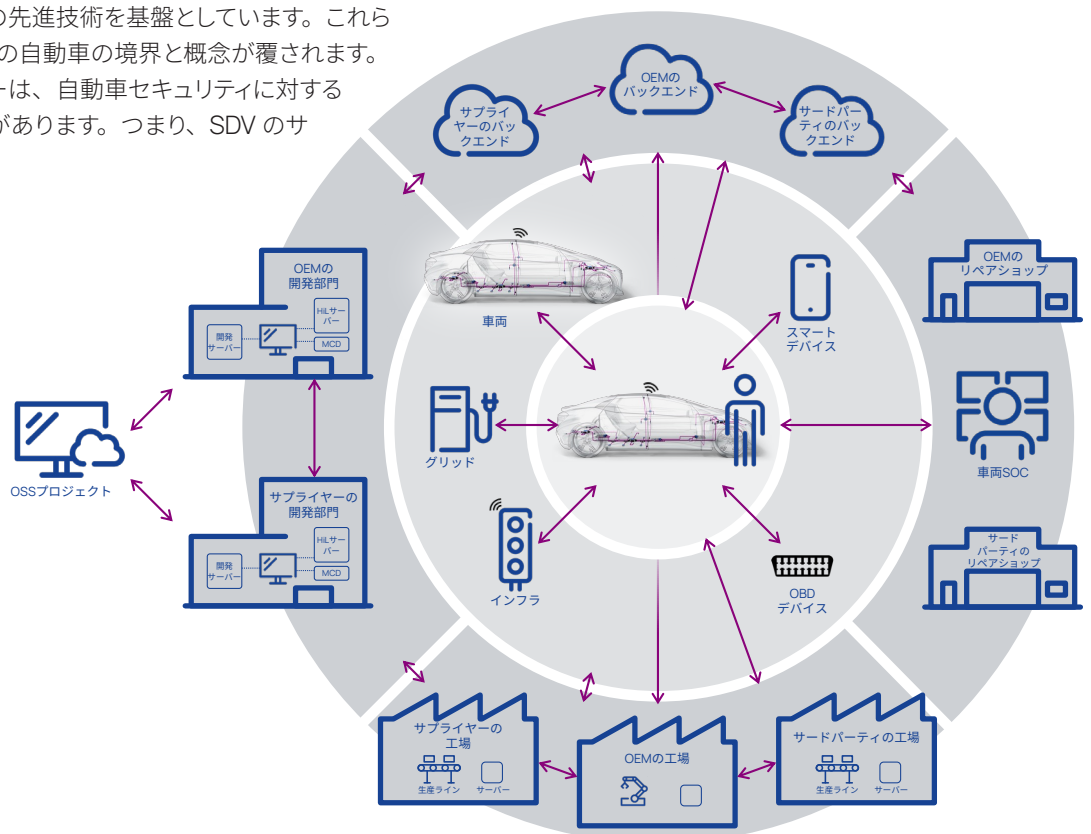 の先進技術を基盤としています。これら
の自動車の境界と概念が覆されます。
ーは、自動車セキュリティに対する
があります。つまり、SDV のサ
OEMの
バックエンド
サプライ
ヤーのバッ
クエンド
サードパー
ティのバッ
クエンド
OEMの
開発部門
HiLサー
バー
開発
サーバー
MCD
車両
スマート
デバイス
OEMの
リペアショップ
OSSプロジェクト
グリッド
車両SOC
サプライヤーの
開発部門
HiLサー
バー
開発
サーバー
MCD
インフラ
OBD
デバイス
サード
パーティの
リペアショップ
サプライヤーの
工場
生産ライン
サーバー
OEMの工場
サードパーティの工場
生産ライン
サーバー